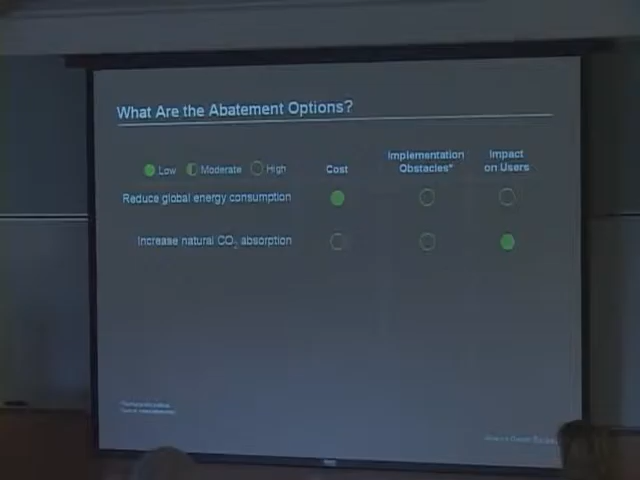 What Are the Abatement Options?
Low Moderate High
Cost
Implementation
Obstacles*
Impact
on Users
Reduce global energy consumption
Increase natural CO2 absorption